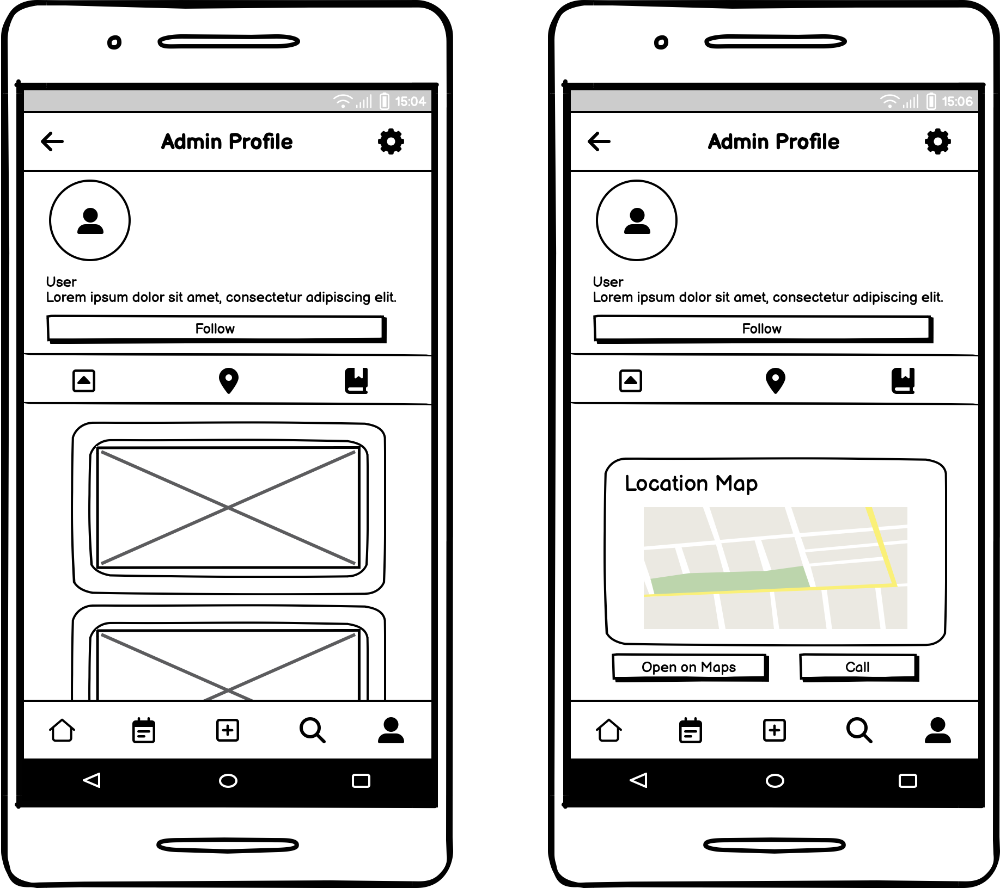 15:04
Admin Profile
User
Lorem ipsum dolor sit amet, consectetur adipiscing elit.
Follow
15:06
Admin Profile
User
Lorem ipsum dolor sit amet, consectetur adipiscing elit.
Follow
Location Map
Open on Maps
Call